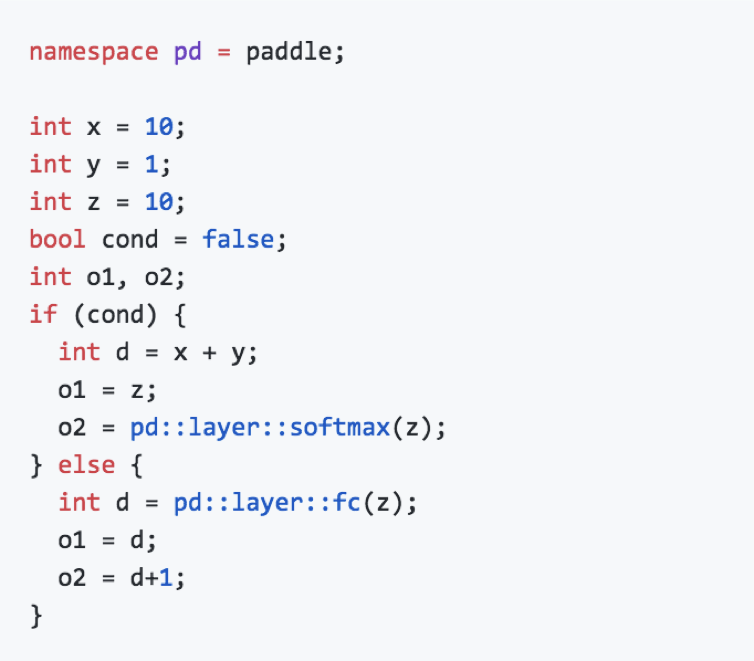 namespace pd = paddle;

int x = 10;
int y = 1;
int z = 10;
bool cond = false;
int o1, o2;
if (cond) {
  int d = x + y;
  o1 = z;
  o2 = pd::layer::softmax(z);
} else {
  int d = pd::layer::fc(z);
  o1 = d;
  o2 = d+1;
}